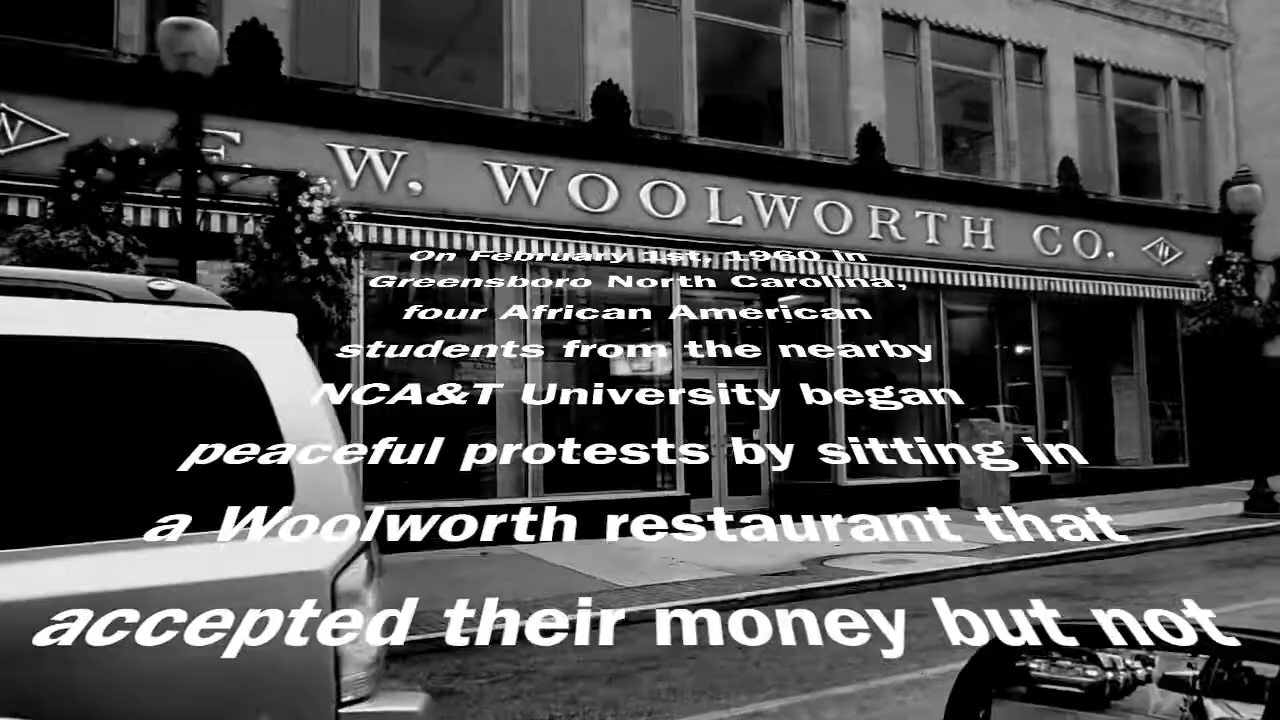 F. W. WOOLWORTH CO. W
On February 1st, 1960 in
Greensboro North Carolina,
four African American
students from the nearby
NCA&T University began
peaceful protests by sitting in
a Woolworth restaurant that
accepted their money but not